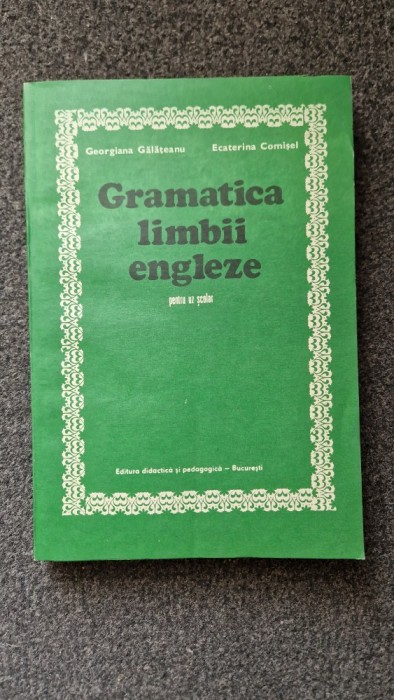 Georgiana Gălățeanu Ecaterina Comișel
Gramatica
limbii
engleze
pentru uz școlar
Editura didactică și pedagogică – București